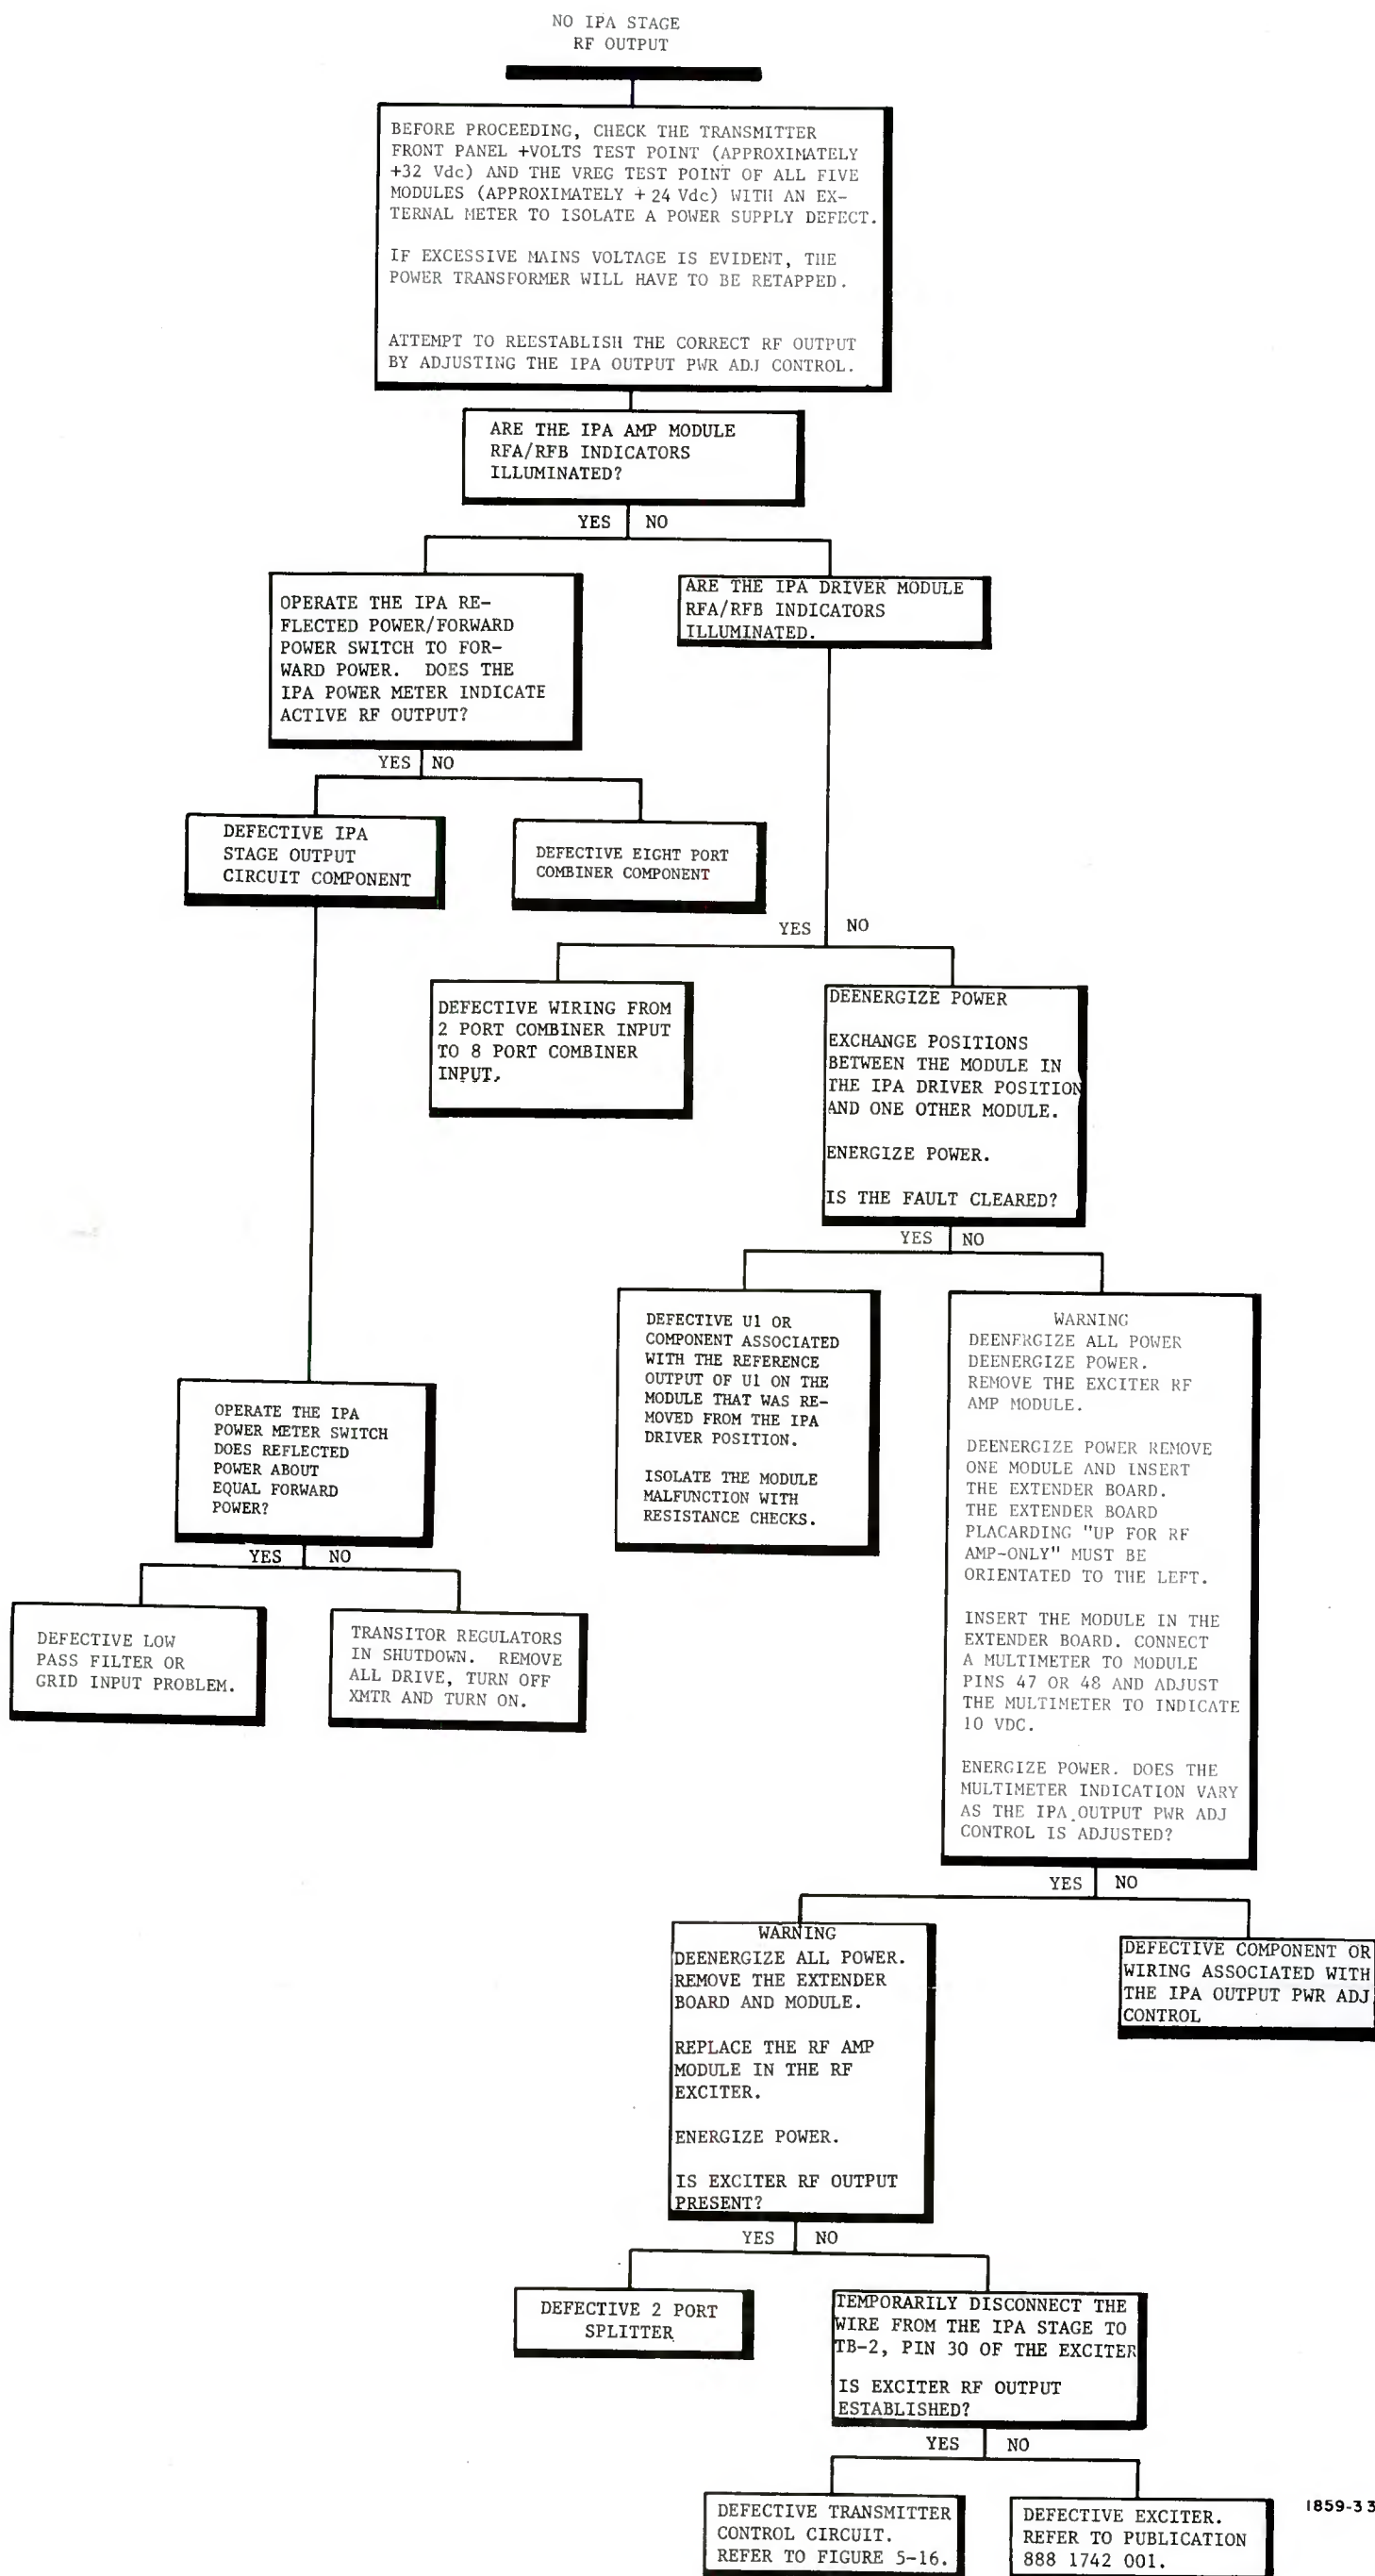 NO IPA STAGE
RF OUTPUT
BEFORE PROCEEDING, CHECK THE TRANSMITTER
FRONT PANEL +VOLTS TEST POINT (APPROXIMATELY
+32 Vdc) AND THE VREG TEST POINT OF ALL FIVE
MODULES (APPROXIMATELY + 24 Vdc) WITH AN EX-
TERNAL METER TO ISOLATE A POWER SUPPLY DEFECT.
IF EXCESSIVE MAINS VOLTAGE IS EVIDENT, THE
POWER TRANSFORMER WILL HAVE TO BE RETAPPED.
ATTEMPT TO REESTABLISH THE CORRECT RF OUTPUT
BY ADJUSTING THE IPA OUTPUT PWR ADJ CONTROL.
ARE THE IPA AMP MODULE
RFA/RFB INDICATORS
ILLUMINATED?
YES NO
OPERATE THE IPA RE-
FLECTED POWER/FORWARD
POWER SWITCH TO FOR-
WARD POWER. DOES THE
IPA POWER METER INDICATE
ACTIVE RF OUTPUT?
ARE THE IPA DRIVER MODULE
RFA/RFB INDICATORS
ILLUMINATED.
YES NO
DEFECTIVE IPA
STAGE OUTPUT
CIRCUIT COMPONENT
DEFECTIVE EIGHT PORT
COMBINER COMPONENT
YES NO
DEFECTIVE WIRING FROM
2 PORT COMBINER INPUT
TO 8 PORT COMBINER
INPUT.
DEENERGIZE POWER
EXCHANGE POSITIONS
BETWEEN THE MODULE IN
THE IPA DRIVER POSITION
AND ONE OTHER MODULE.
ENERGIZE POWER.
IS THE FAULT CLEARED?
YES NO
DEFECTIVE U1 OR
COMPONENT ASSOCIATED
WITH THE REFERENCE
OUTPUT OF U1 ON THE
MODULE THAT WAS RE-
MOVED FROM THE IPA
DRIVER POSITION.
ISOLATE THE MODULE
MALFUNCTION WITH
RESISTANCE CHECKS.
WARNING
DEENERGIZE ALL POWER
DEENERGIZE POWER.
REMOVE THE EXCITER RF
AMP MODULE.
DEENERGIZE POWER REMOVE
ONE MODULE AND INSERT
THE EXTENDER BOARD.
THE EXTENDER BOARD
PLACARDING "UP FOR RF
AMP-ONLY" MUST BE
ORIENTATED TO THE LEFT.
INSERT THE MODULE IN THE
EXTENDER BOARD. CONNECT
A MULTIMETER TO MODULE
PINS 47 OR 48 AND ADJUST
THE MULTIMETER TO INDICATE
10 VDC.
ENERGIZE POWER. DOES THE
MULTIMETER INDICATION VARY
AS THE IPA OUTPUT PWR ADJ
CONTROL IS ADJUSTED?
OPERATE THE IPA
POWER METER SWITCH
DOES REFLECTED
POWER ABOUT
EQUAL FORWARD
POWER?
YES NO
DEFECTIVE LOW
PASS FILTER OR
GRID INPUT PROBLEM.
TRANSITOR REGULATORS
IN SHUTDOWN. REMOVE
ALL DRIVE, TURN OFF
XMTR AND TURN ON.
YES NO
WARNING
DEENERGIZE ALL POWER.
REMOVE THE EXTENDER
BOARD AND MODULE.
REPLACE THE RF AMP
MODULE IN THE RF
EXCITER.
ENERGIZE POWER.
IS EXCITER RF OUTPUT
PRESENT?
DEFECTIVE COMPONENT OR
WIRING ASSOCIATED WITH
THE IPA OUTPUT PWR ADJ
CONTROL
YES NO
DEFECTIVE 2 PORT
SPLITTER
TEMPORARILY DISCONNECT THE
WIRE FROM THE IPA STAGE TO
TB-2, PIN 30 OF THE EXCITER
IS EXCITER RF OUTPUT
ESTABLISHED?
YES NO
DEFECTIVE TRANSMITTER
CONTROL CIRCUIT.
REFER TO FIGURE 5-16.
DEFECTIVE EXCITER.
REFER TO PUBLICATION
888 1742 001.
1859-33